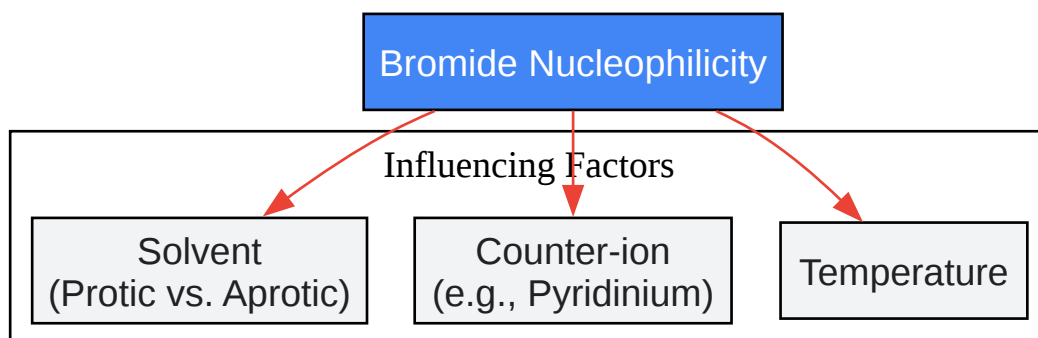 Bromide Nucleophilicity
Influencing Factors
Solvent
(Protic vs. Aprotic)
Counter-ion
(e.g., Pyridinium)
Temperature